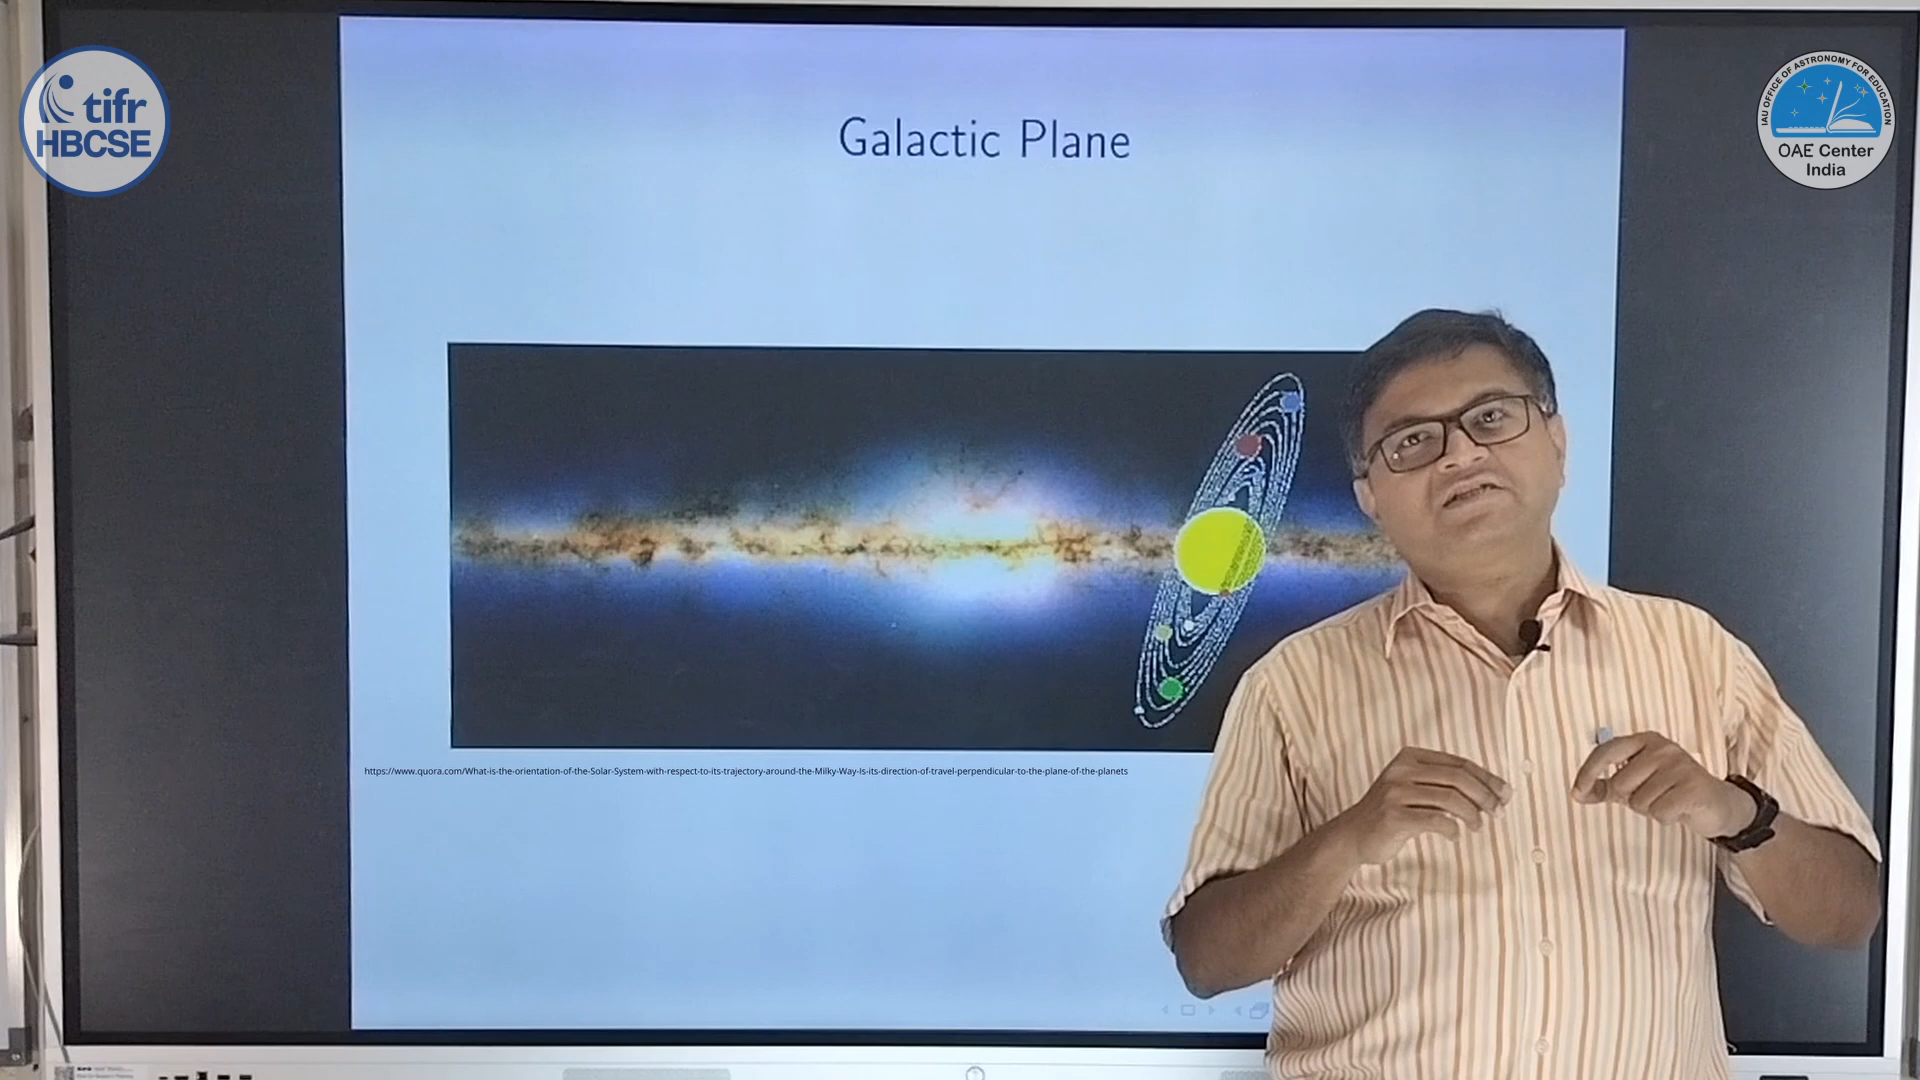 tifr
HBCSE
IAU OFFICE OF ASTRONOMY FOR EDUCATION
OAE Center
India
Galactic Plane
https://www.quora.com/What-is-the-orientation-of-the-Solar-System-with-respect-to-its-trajectory-around-the-Milky-Way-Is-its-direction-of-travel-perpendicular-to-the-plane-of-the-planets